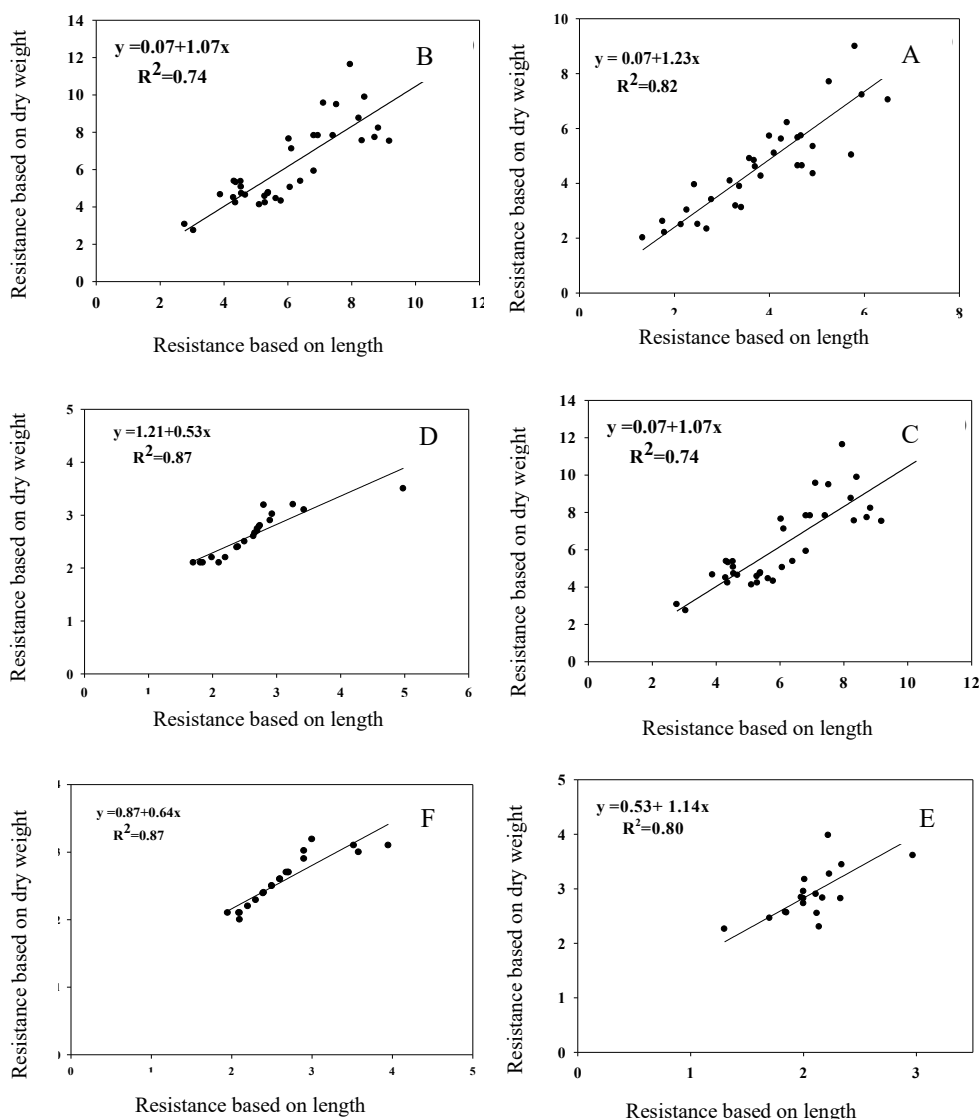 Resistance based on dry weight
14
12
10
8
6
4
2
0
y =0.07+1.07x
R²=0.74
B
0 2 4 6 8 10 12
Resistance based on length
Resistance based on dry weight
10
8
6
4
2
0
y = 0.07+1.23x
R²=0.82
A
0 2 4 6 8
Resistance based on length
Resistance based on dry weight
5
4
3
2
1
0
y =1.21+0.53x
R²=0.87
D
0 1 2 3 4 5 6
Resistance based on length
Resistance based on dry weight
14
12
10
8
6
4
2
0
y =0.07+1.07x
R²=0.74
C
0 2 4 6 8 10 12
Resistance based on length
Resistance based on dry weight
y =0.87+0.64x
R²=0.87
F
0 1 2 3 4 5
Resistance based on length
Resistance based on dry weight
5
4
3
2
1
0
y =0.53+ 1.14x
R²=0.80
E
0 1 2 3
Resistance based on length